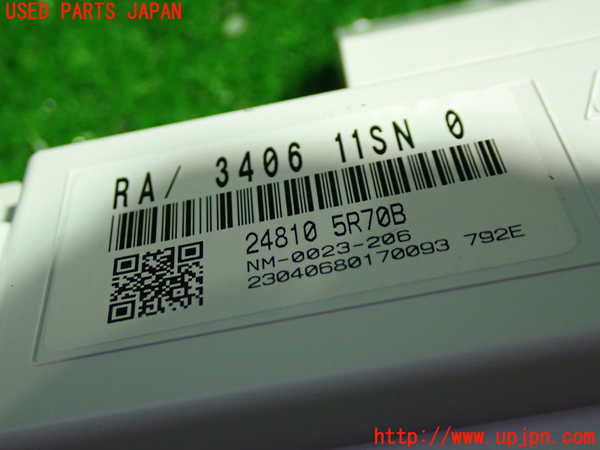 USED PARTS JAPAN
RA/ 3406 11SN 0
24810 5R70B
NM-0023-206
23040680170093 792E
http://www.upjpn.com